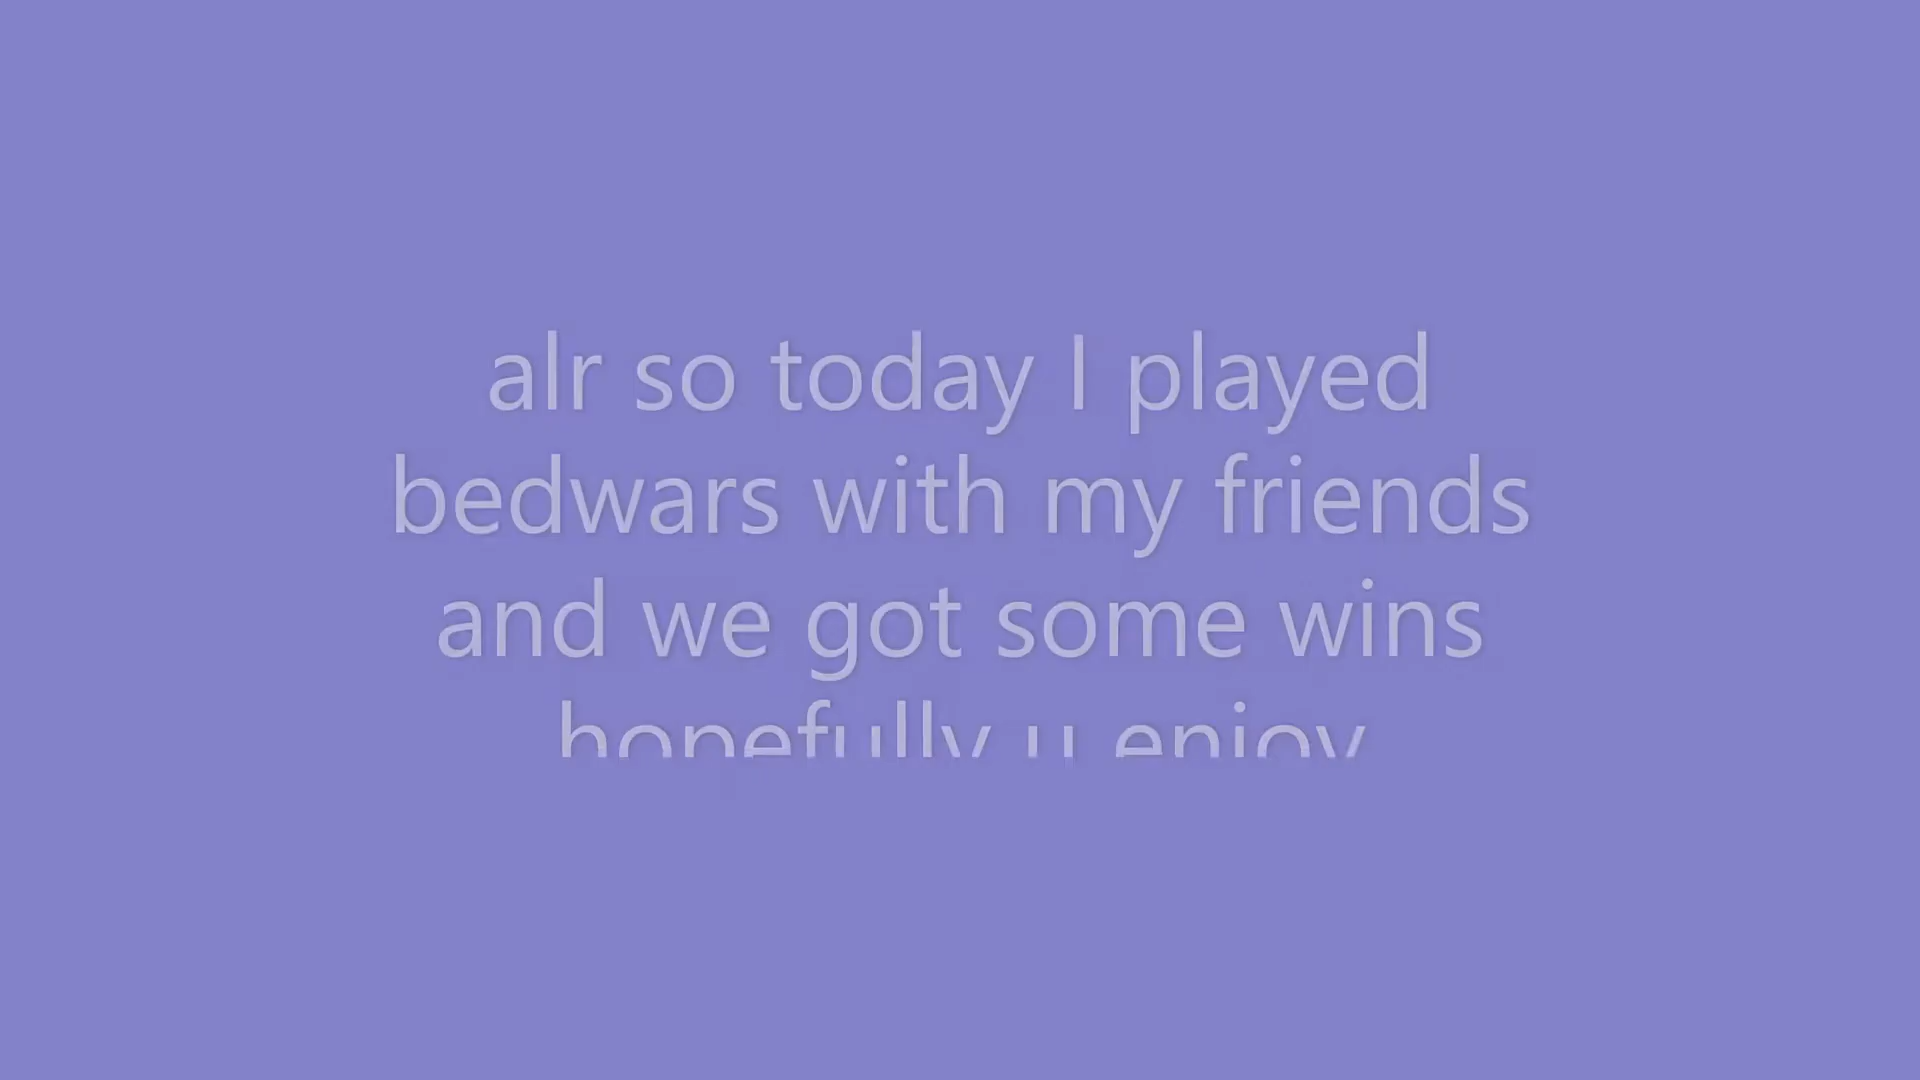 alr so today I played
bedwars with my friends
and we got some wins
hopefully u enjoy